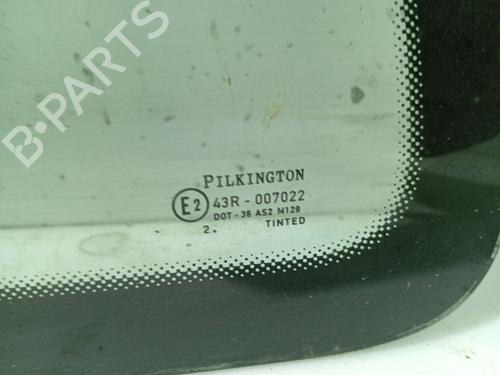 B-PARTS
PILKINGTON
E2 43R - 007022
DOT - 36 AS2 M129
2. TINTED